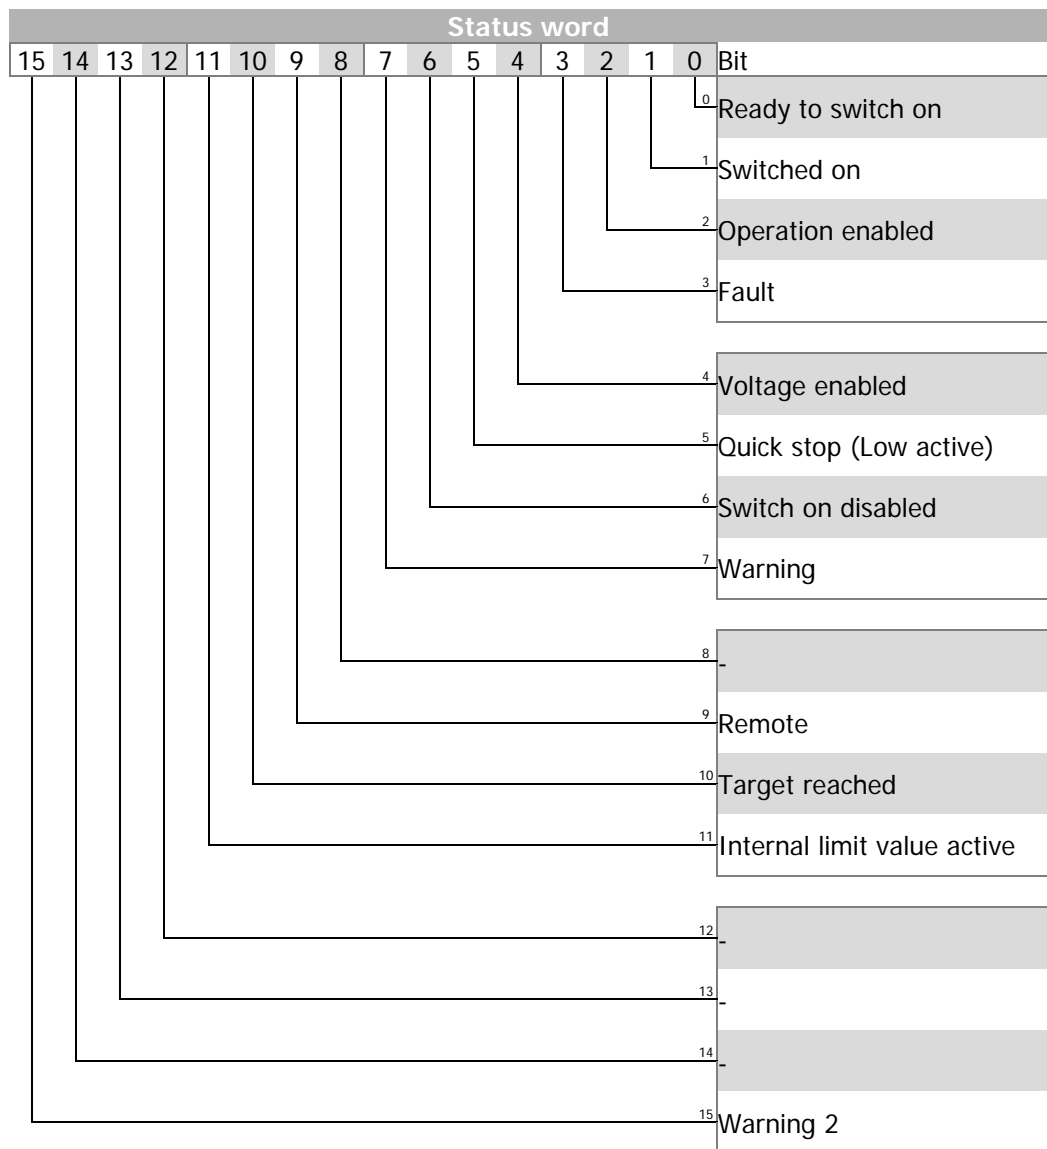 Status word
15 14 13 12 11 10 9 8 7 6 5 4 3 2 1 0 Bit
0 Ready to switch on
1 Switched on
2 Operation enabled
3 Fault
4 Voltage enabled
5 Quick stop (Low active)
6 Switch on disabled
7 Warning
8 -
9 Remote
10 Target reached
11 Internal limit value active
12 -
13 -
14 -
15 Warning 2